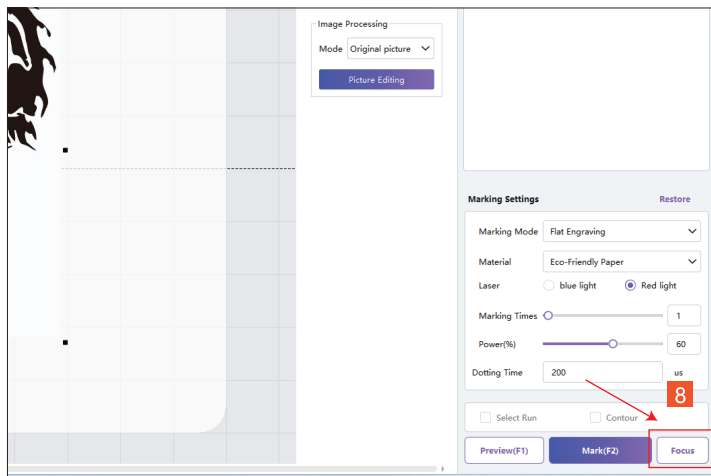 Image Processing
Mode Original picture
Picture Editing
Marking Settings Restore
Marking Mode Flat Engraving
Material Eco-Friendly Paper
Laser blue light Red light
Marking Times 1
Power(%) 60
Dotting Time 200 us
8
Select Run Contour
Preview(F1) Mark(F2) Focus